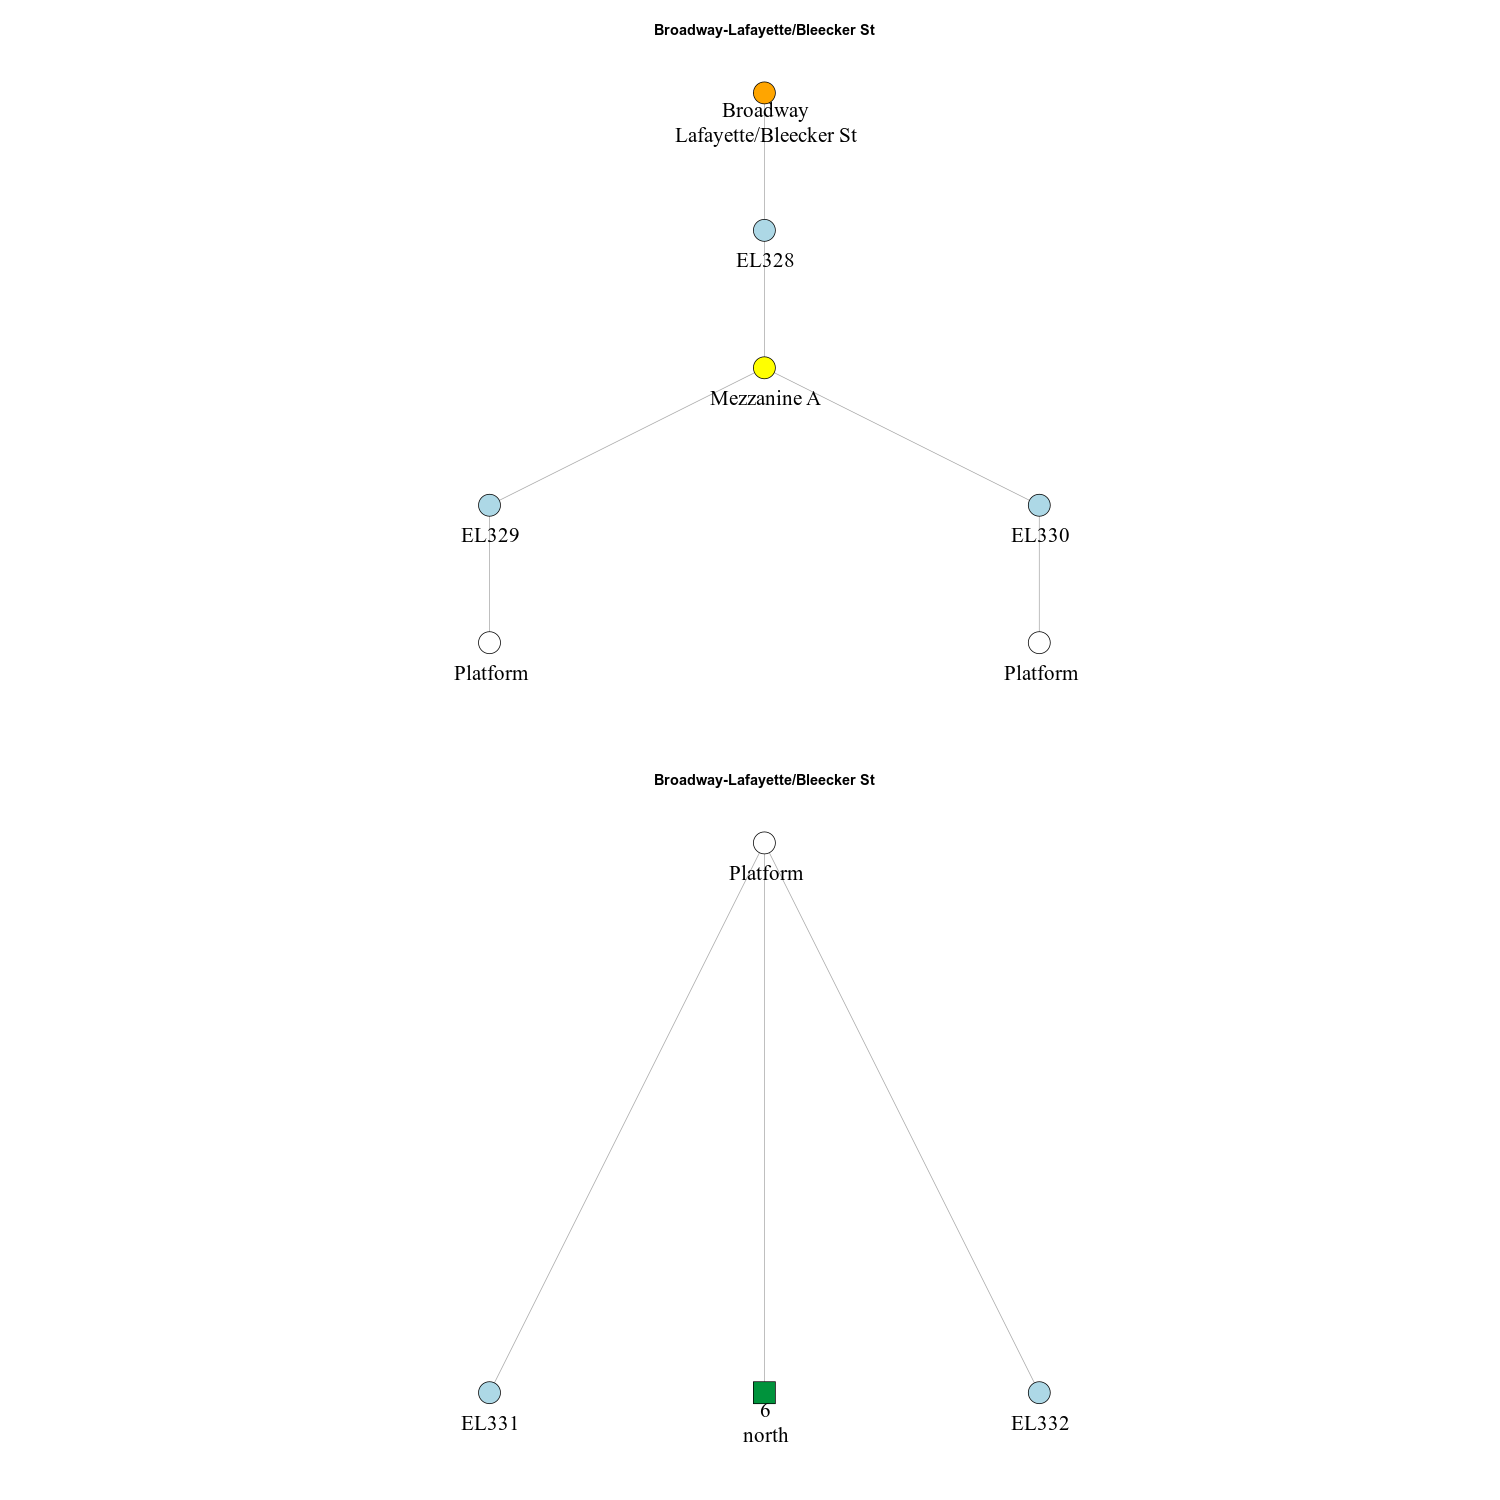 Broadway-Lafayette/Bleecker St
Broadway
Lafayette/Bleecker St
EL328
Mezzanine A
EL329
EL330
Platform
Platform
Broadway-Lafayette/Bleecker St
Platform
EL331
6
north
EL332